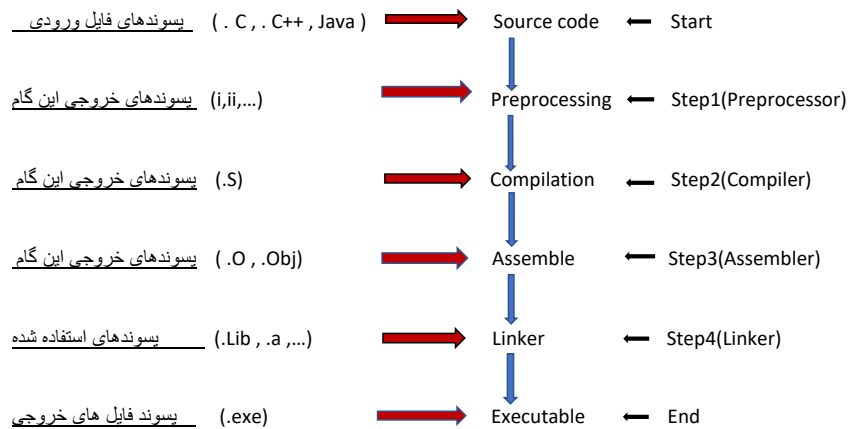 پسوندهای فایل ورودی ( . C , . C++ , Java ) Source code Start
پسوندهای خروجی این گام (i,ii,...) Preprocessing Step1(Preprocessor)
پسوندهای خروجی این گام (.S) Compilation Step2(Compiler)
پسوندهای خروجی این گام ( .O , .Obj) Assemble Step3(Assembler)
پسوندهای استفاده شده (.Lib , .a ,...) Linker Step4(Linker)
پسوند فایل های خروجی (.exe) Executable End